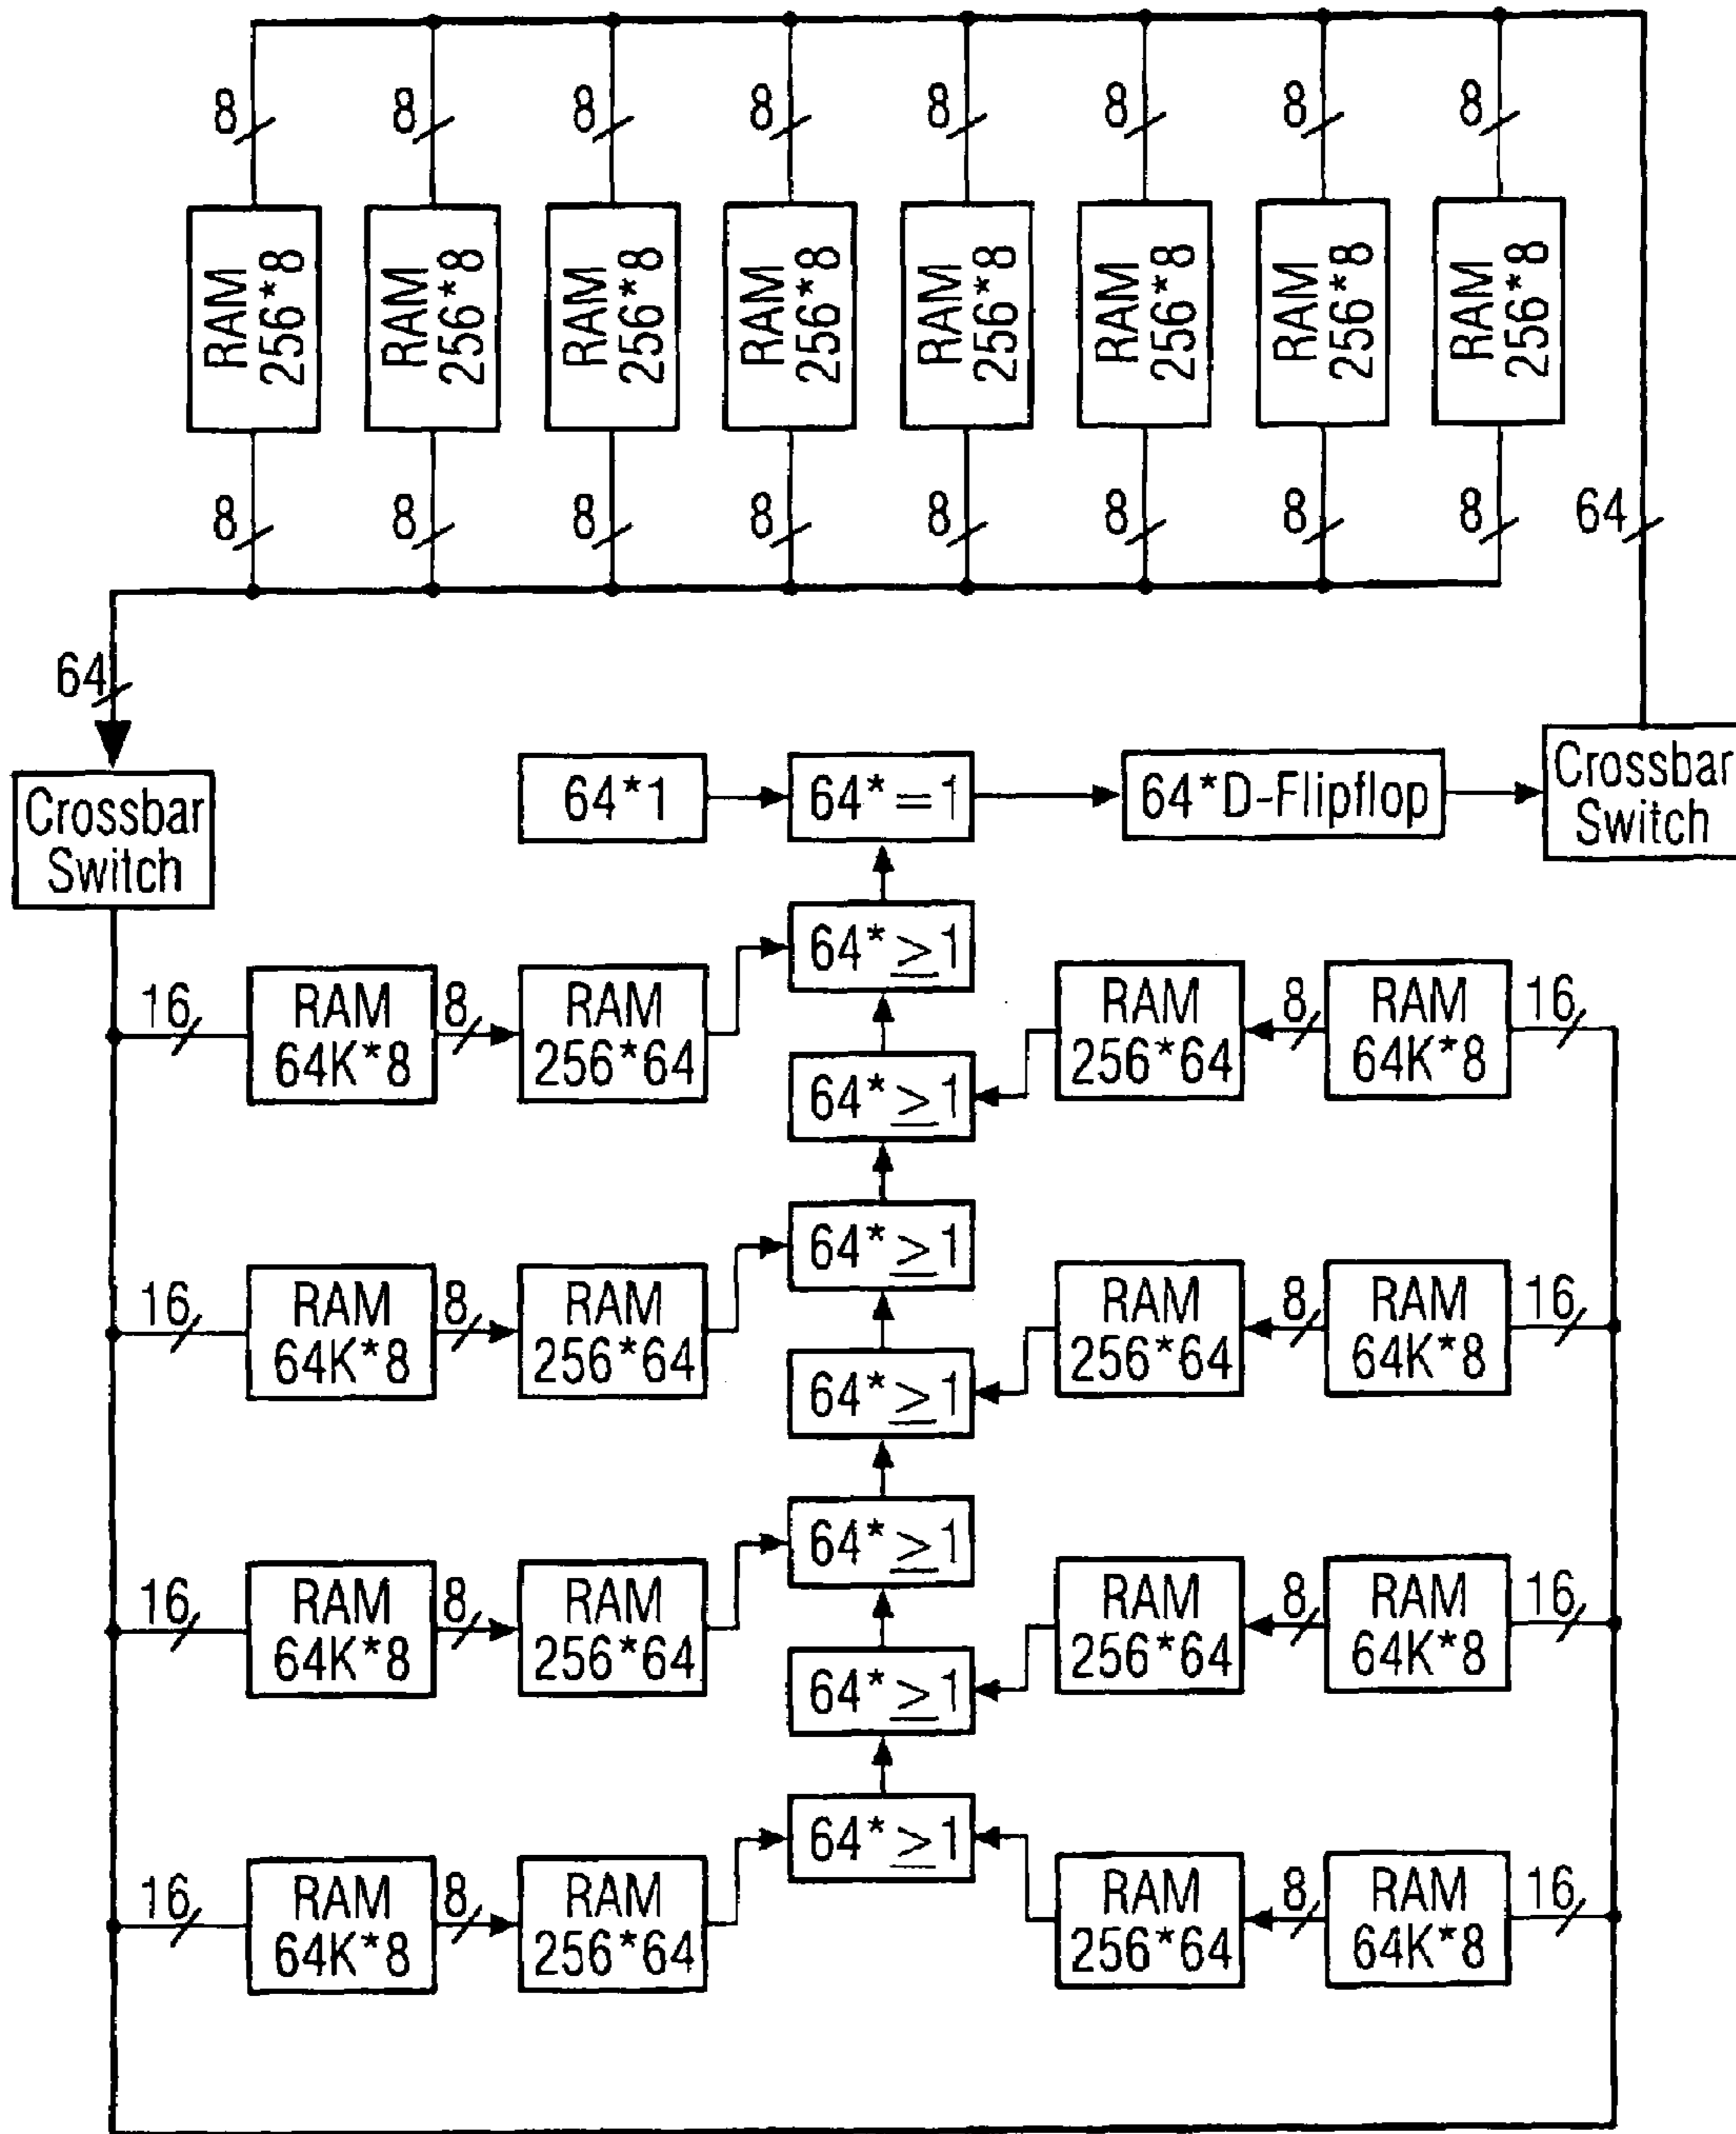 8 8 8 8 8 8 8 8
RAM 256*8
RAM 256*8
RAM 256*8
RAM 256*8
RAM 256*8
RAM 256*8
RAM 256*8
RAM 256*8
8 8 8 8 8 8 8 8 64
64
Crossbar
Switch
64*1
64*=1
64*D-Flipflop
Crossbar
Switch
64*≥1
16
RAM
64K*8
8
RAM
256*64
RAM
256*64
8
RAM
64K*8
16
64*≥1
64*≥1
16
RAM
64K*8
8
RAM
256*64
RAM
256*64
8
RAM
64K*8
16
64*≥1
64*≥1
16
RAM
64K*8
8
RAM
256*64
RAM
256*64
8
RAM
64K*8
16
64*≥1
64*≥1
16
RAM
64K*8
8
RAM
256*64
RAM
256*64
8
RAM
64K*8
16